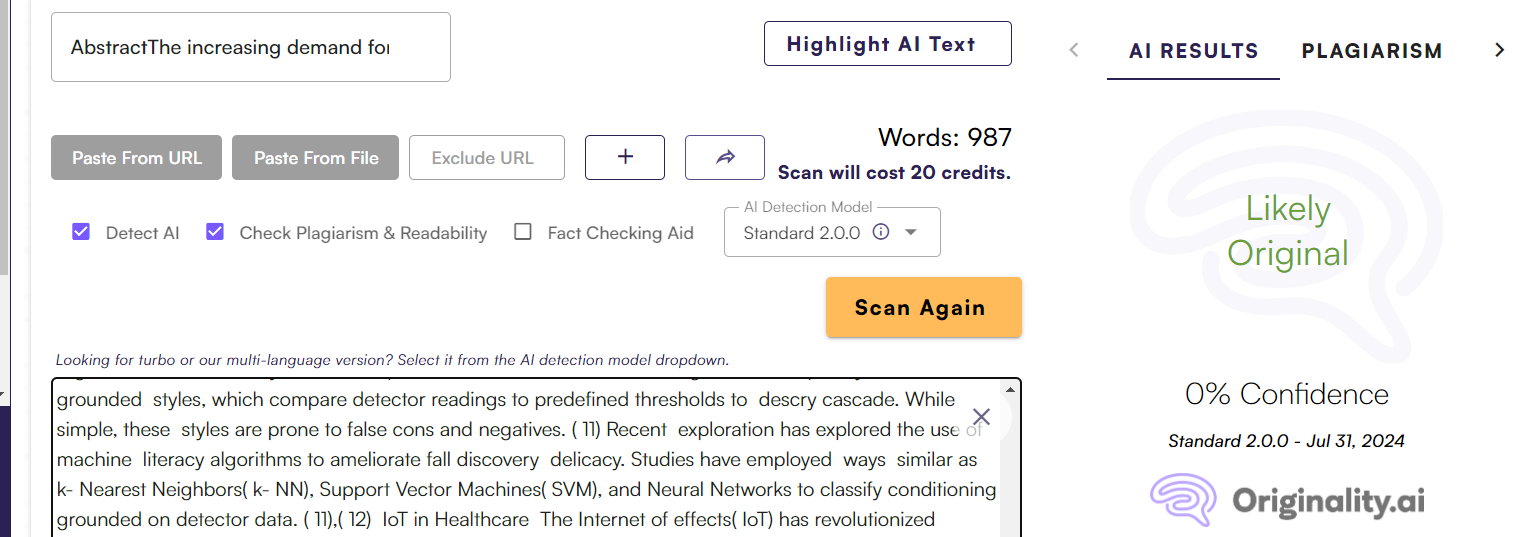 AbstractThe increasing demand for
Highlight AI Text
AI RESULTS
PLAGIARISM
Paste From URL
Paste From File
Exclude URL
Words: 987
Scan will cost 20 credits.
Detect AI
Check Plagiarism & Readability
Fact Checking Aid
AI Detection Model
Standard 2.0.0
Scan Again
Looking for turbo or our multi-language version? Select it from the AI detection model dropdown.
grounded styles, which compare detector readings to predefined thresholds to descry cascade. While
simple, these styles are prone to false cons and negatives. ( 11) Recent exploration has explored the use of
machine literacy algorithms to ameliorate fall discovery delicacy. Studies have employed ways similar as
k- Nearest Neighbors( k- NN), Support Vector Machines( SVM), and Neural Networks to classify conditioning
grounded on detector data. ( 11),( 12) IoT in Healthcare The Internet of effects( IoT) has revolutionized
Likely
Original
0% Confidence
Standard 2.0.0 - Jul 31, 2024
Originality.ai